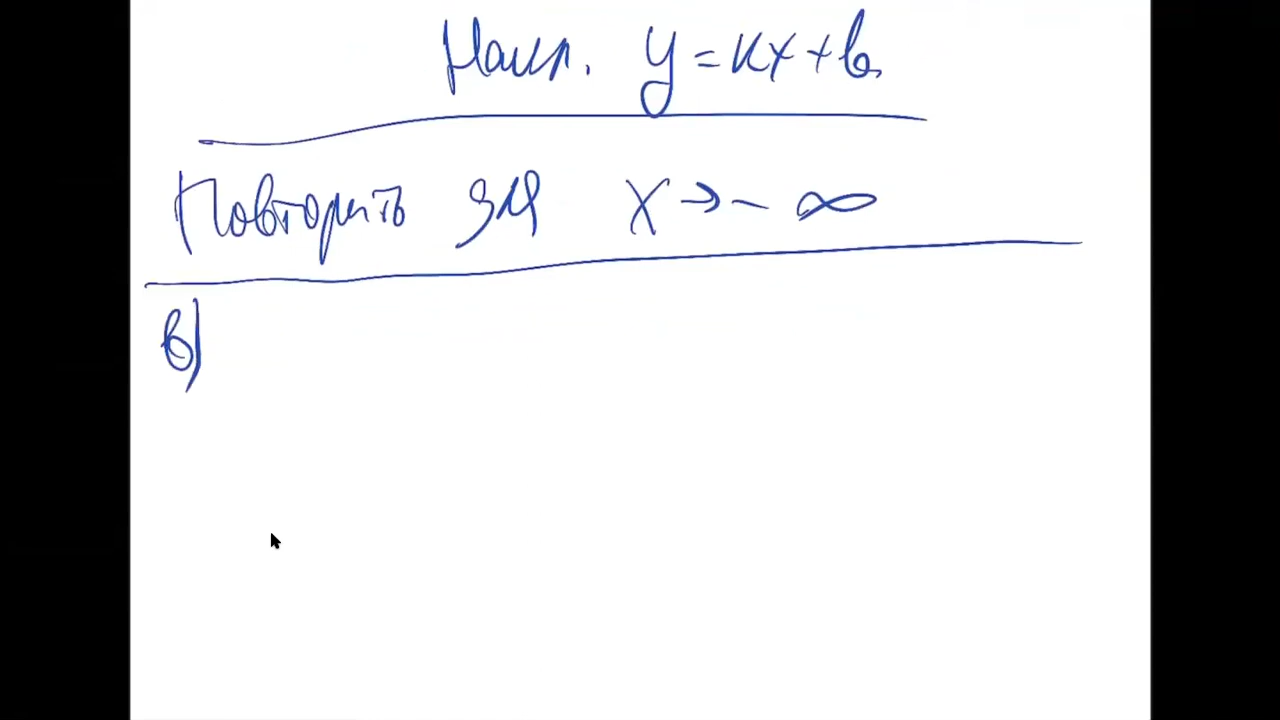 Накл. y = kx + b
Повторить для x → - ∞
в)